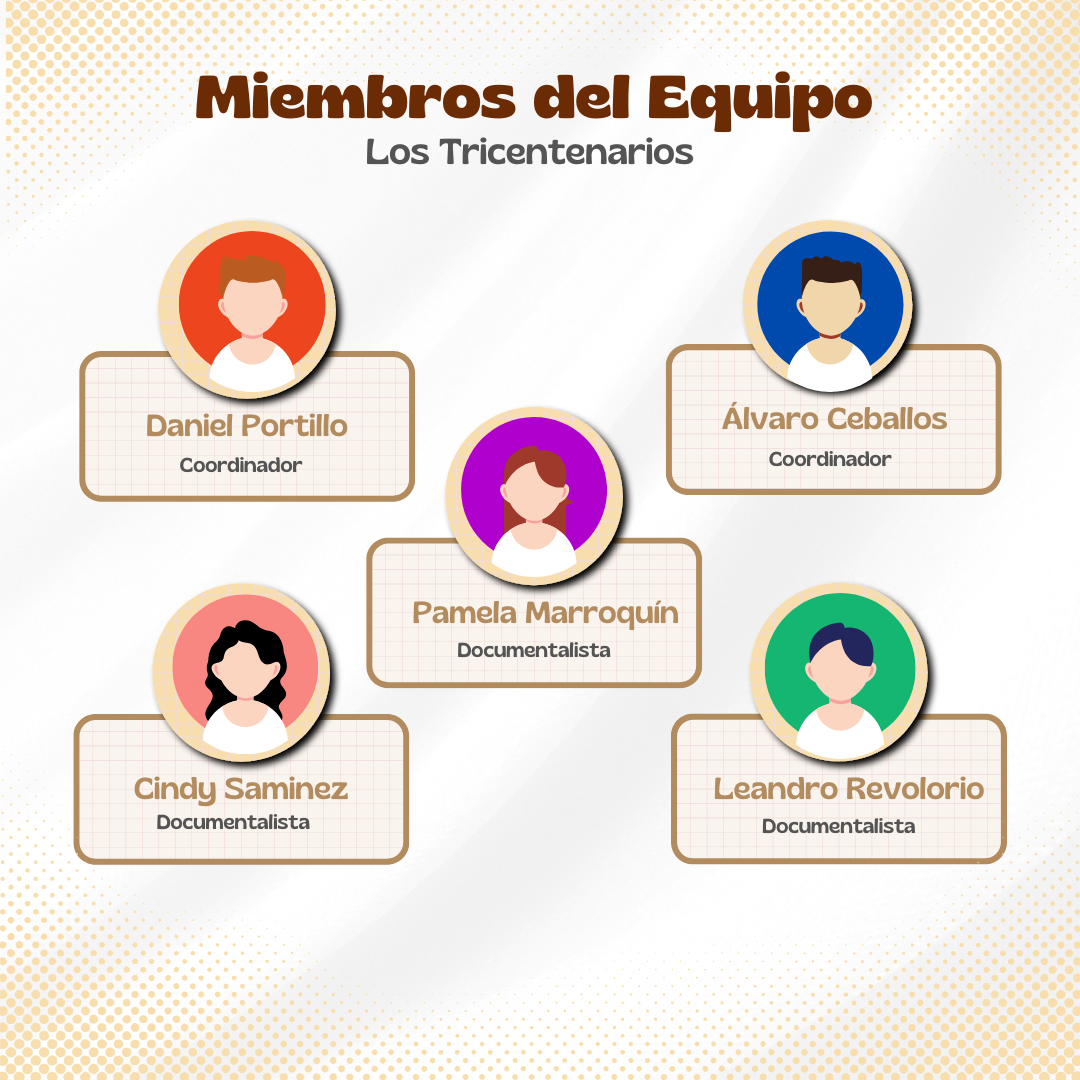 Miembros del Equipo
Los Tricentenarios
Daniel Portillo
Coordinador
Álvaro Ceballos
Coordinador
Pamela Marroquín
Documentalista
Cindy Saminez
Documentalista
Leandro Revolorio
Documentalista